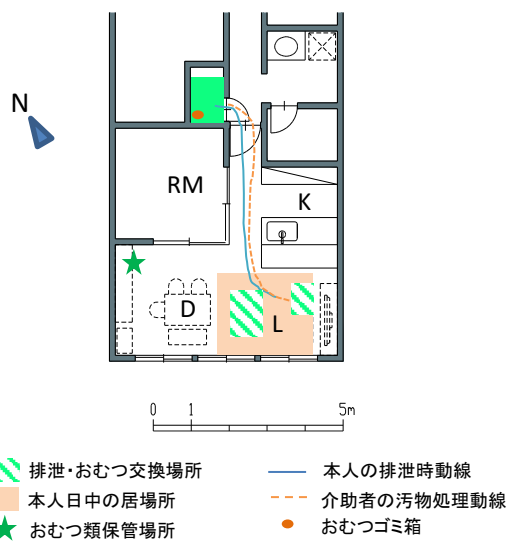 N
RM
K
D
L
0 1 5m
排泄・おむつ交換場所
本人の排泄時動線
本人日中の居場所
介助者の汚物処理動線
おむつ類保管場所
おむつゴミ箱